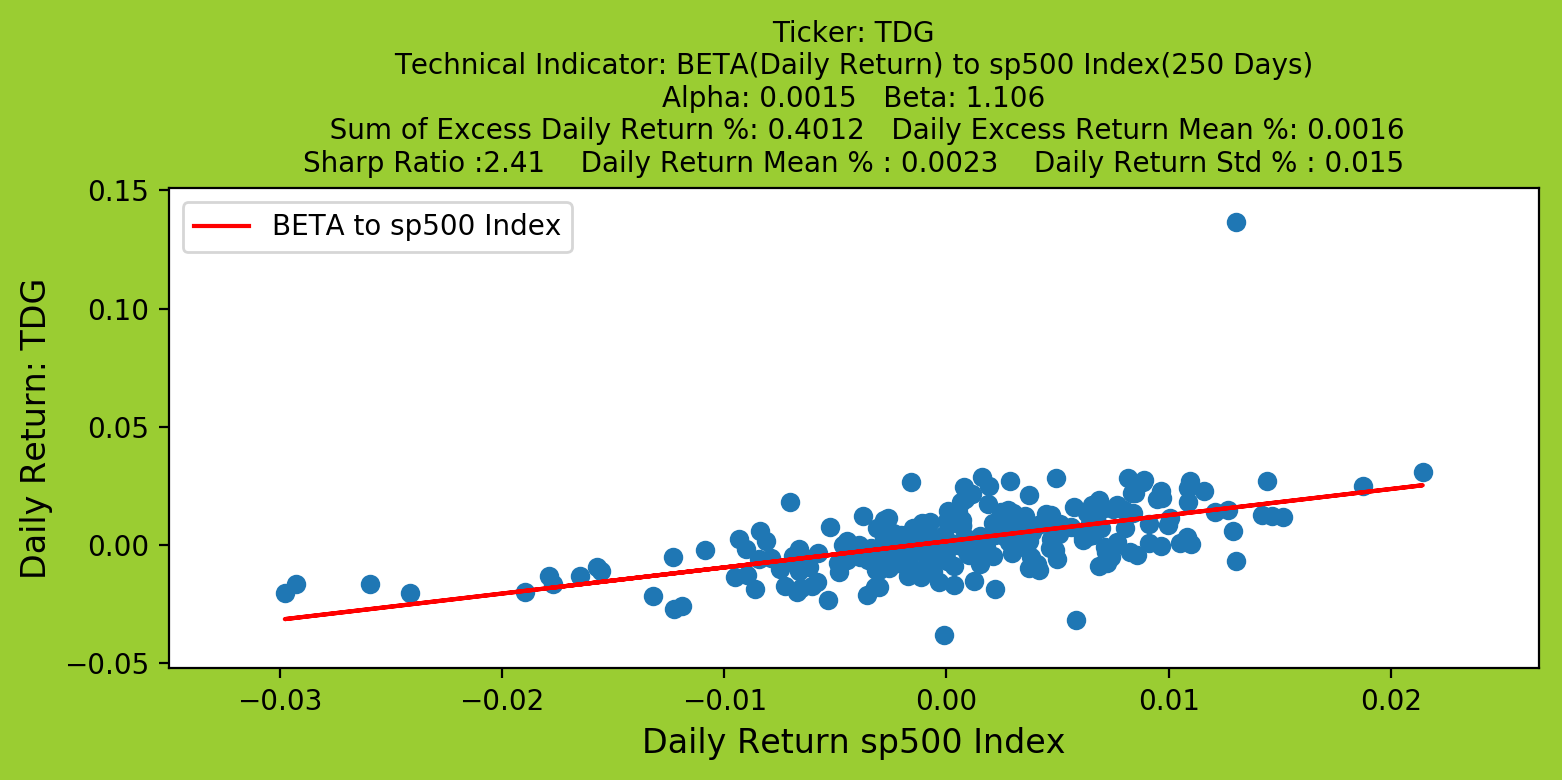 Ticker: TDG
Technical Indicator: BETA(Daily Return) to sp500 Index(250 Days)
Alpha: 0.0015   Beta: 1.106
Sum of Excess Daily Return %: 0.4012   Daily Excess Return Mean %: 0.0016
Sharp Ratio :2.41    Daily Return Mean % : 0.0023    Daily Return Std % : 0.015
BETA to sp500 Index
Daily Return: TDG
0.15
0.10
0.05
0.00
−0.05
−0.03
−0.02
−0.01
0.00
0.01
0.02
Daily Return sp500 Index